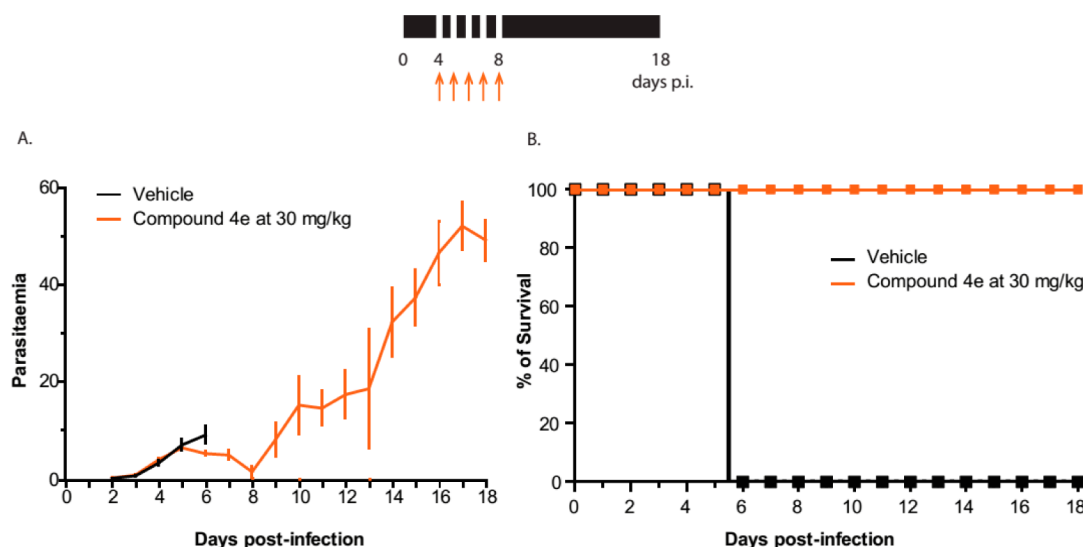 0 4 8 18
days p.i.
A.
B.
60
40
20
0
Vehicle
Compound 4e at 30 mg/kg
Parasitaemia
0 2 4 6 8 10 12 14 16 18
Days post-infection
100
80
60
40
20
0
Vehicle
Compound 4e at 30 mg/kg
% of Survival
0 2 4 6 8 10 12 14 16 18
Days post-infection